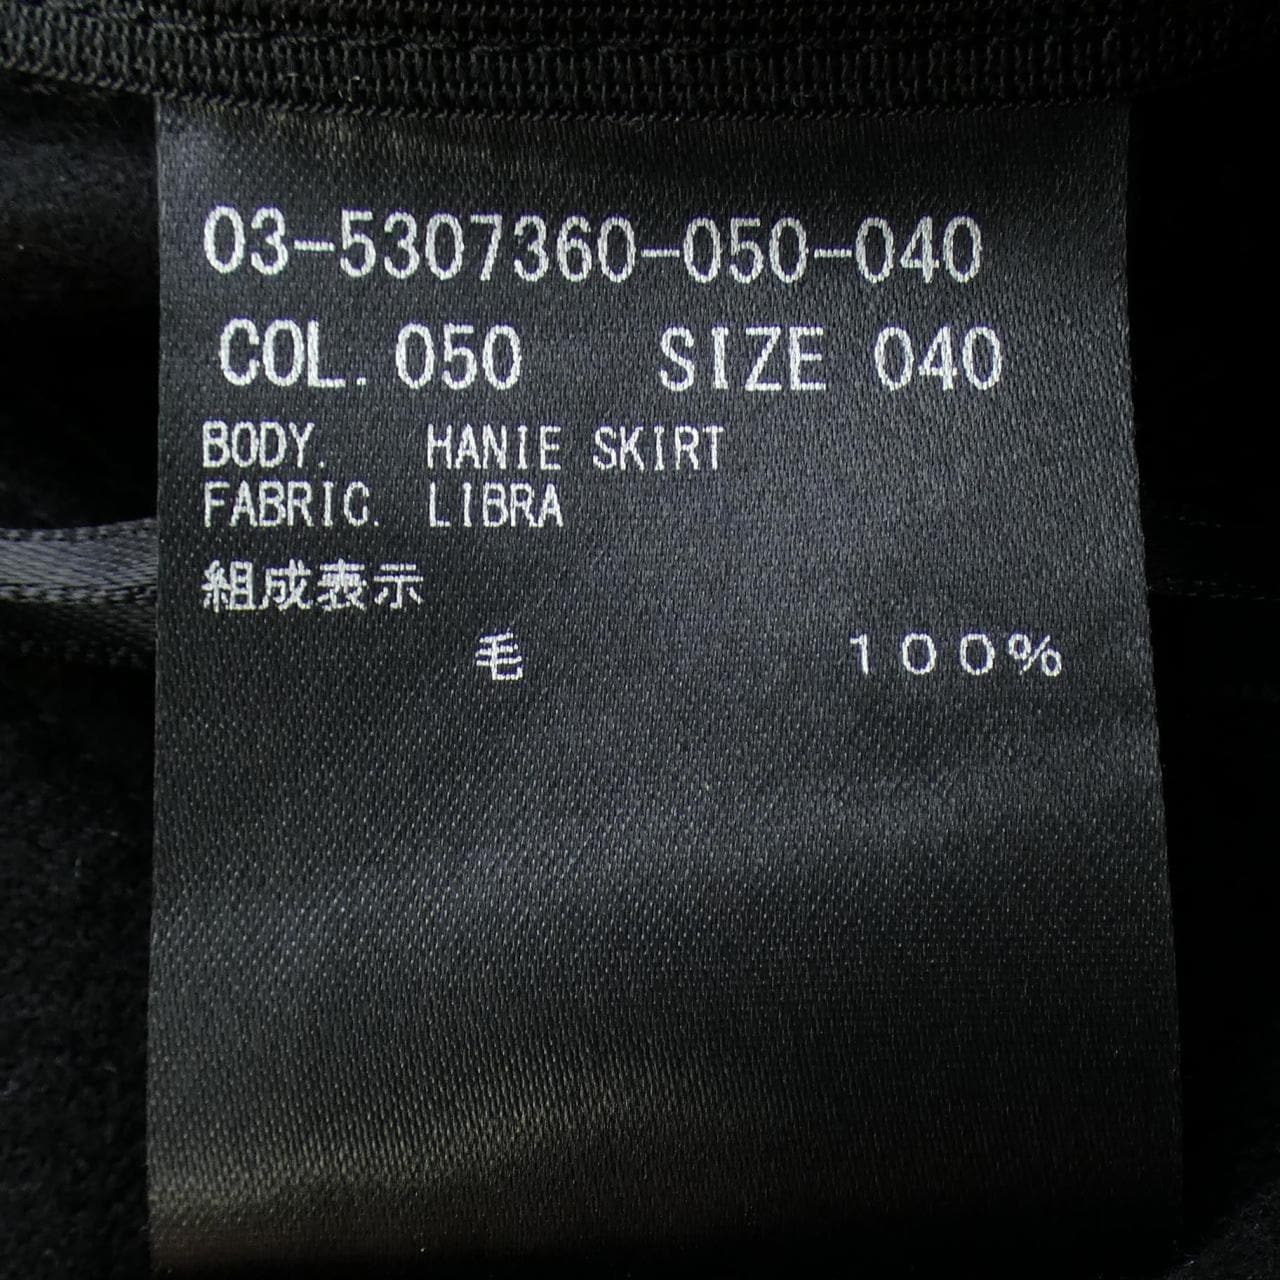 03-5307360-050-040
COL. 050 SIZE 040
BODY. HANIE SKIRT
FABRIC. LIBRA
組成表示
毛 100%